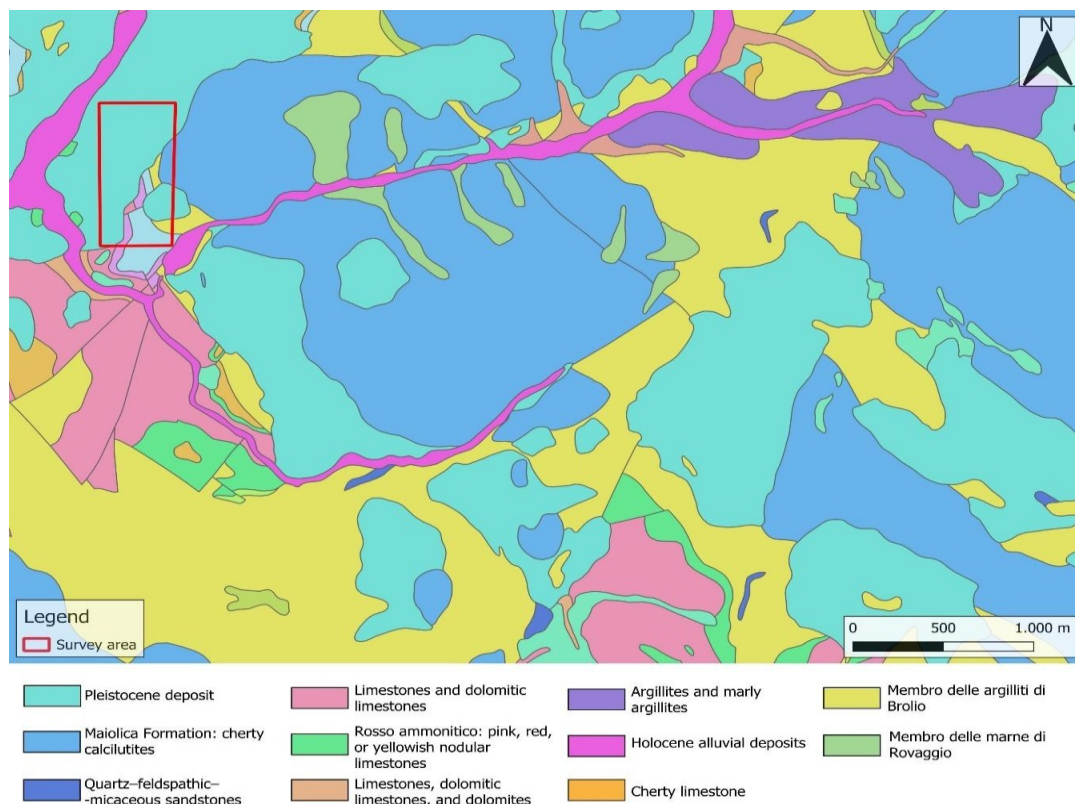 N
Legend
Survey area
0 500 1.000 m
Pleistocene deposit
Maiolica Formation: cherty
calcilutites
Quartz–feldspathic–
-micaceous sandstones
Limestones and dolomitic
limestones
Rosso ammonitico: pink, red,
or yellowish nodular
limestones
Limestones, dolomitic
limestones, and dolomites
Argillites and marly
argillites
Holocene alluvial deposits
Cherty limestone
Membro delle argilliti di
Brolio
Membro delle marne di
Rovaggio